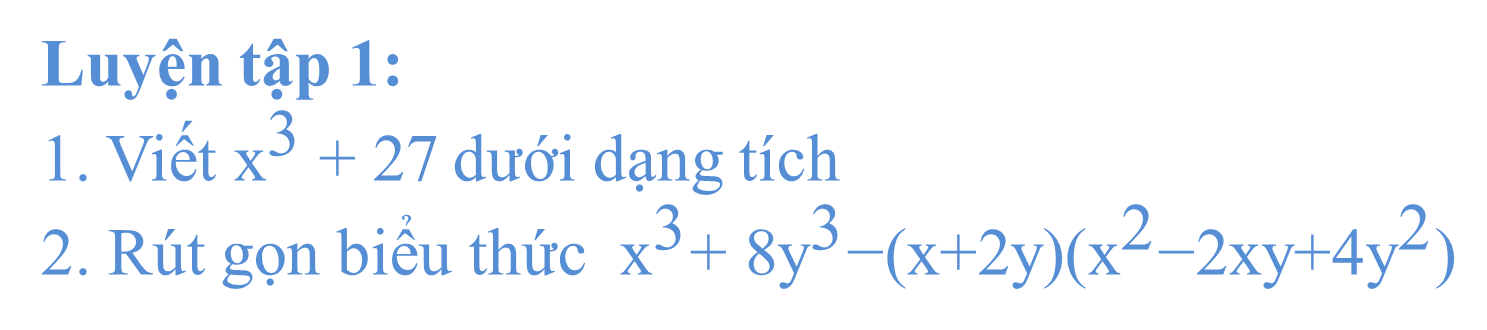 Luyện tập 1:
1. Viết x³ + 27 dưới dạng tích
2. Rút gọn biểu thức x³+ 8y³−(x+2y)(x²−2xy+4y²)